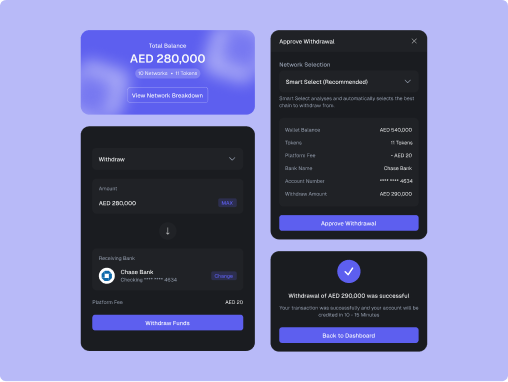 Total Balance
AED 280,000
10 Networks • 11 Tokens
View Network Breakdown
Withdraw
Amount
AED 280,000
MAX
Receiving Bank
Chase Bank
Checking **** **** 4634
Change
Platform Fee
AED 20
Withdraw Funds
Approve Withdrawal
Network Selection
Smart Select (Recommended)
Smart Select analyses and automatically selects the best
chain to withdraw from
Wallet Balance
AED 540,000
Tokens
11 Tokens
Platform Fee
- AED 20
Bank Name
Chase Bank
Account Number
**** **** 4634
Withdraw Amount
AED 290,000
Approve Withdrawal
Withdrawal of AED 290,000 was successful
Your transaction was successfully and your account will be
credited in 10 - 15 Minutes
Back to Dashboard